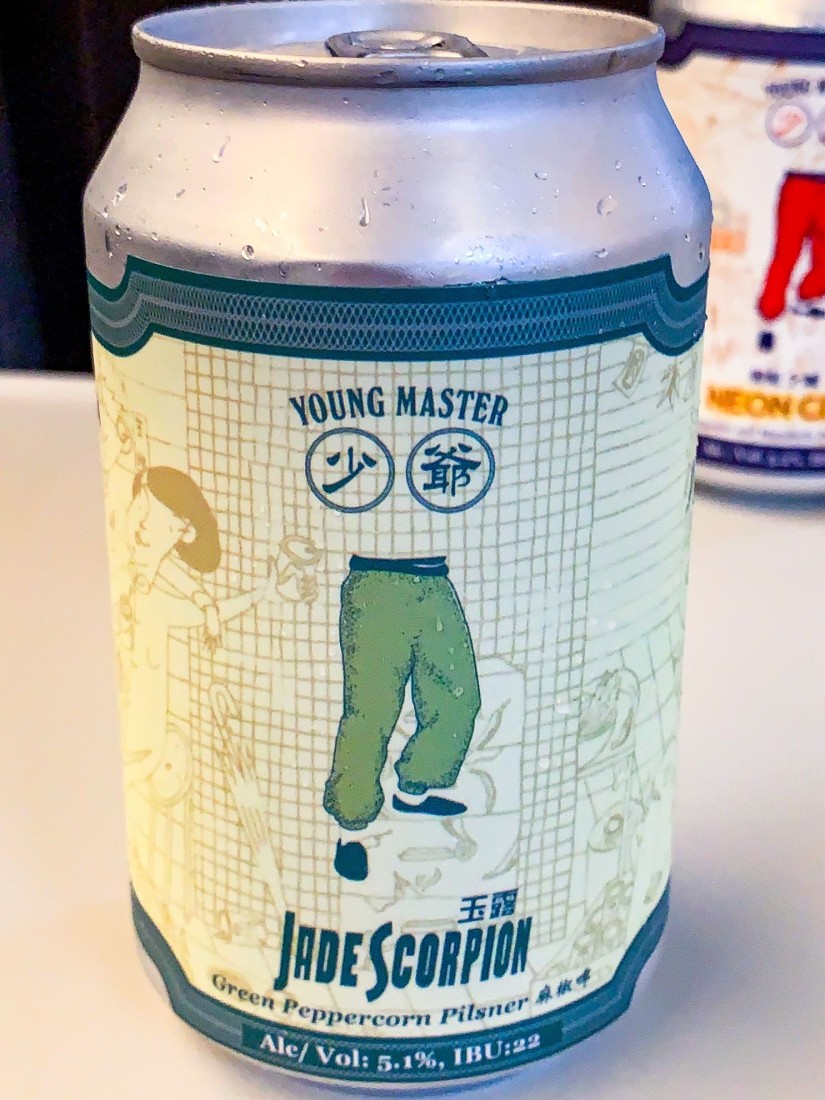 YOUNG MASTER
少爺
玉露
JADE SCORPION
Green Peppercorn Pilsner 麻椒啤
Alc/ Vol: 5.1%, IBU:22
NEON